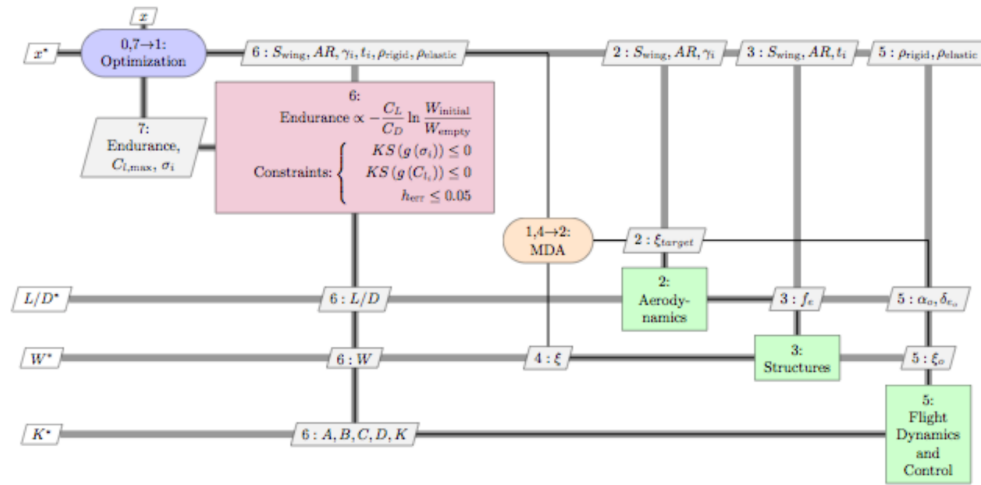 x
x*
0,7→1:
Optimization
6 : S_wing, AR, γ_i, t_i, ρ_rigid, ρ_elastic
2 : S_wing, AR, γ_i
3 : S_wing, AR, t_i
5 : ρ_rigid, ρ_elastic
7:
Endurance,
C_l,max, σ_i
6:
Endurance ∝ − C_L/C_D ln W_initial/W_empty
Constraints: { KS (g (σ_i)) ≤ 0
KS (g (C_l_i)) ≤ 0
h_err ≤ 0.05
1,4→2:
MDA
2 : ξ_target
L/D*
6 : L/D
2:
Aerody-
namics
3 : f_e
5 : α_o, δ_e_o
W*
6 : W
4 : ξ
3:
Structures
5 : ξ_o
K*
6 : A, B, C, D, K
5:
Flight
Dynamics
and
Control